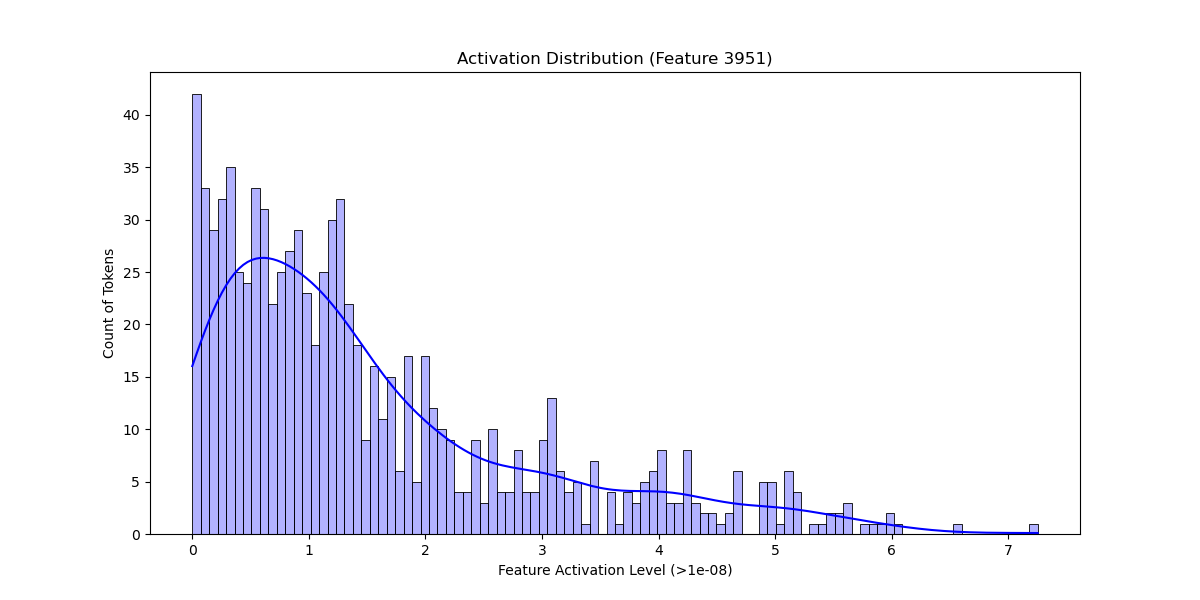 Activation Distribution (Feature 3951)
Count of Tokens
40
35
30
25
20
15
10
5
0
0 1 2 3 4 5 6 7
Feature Activation Level (>1e-08)